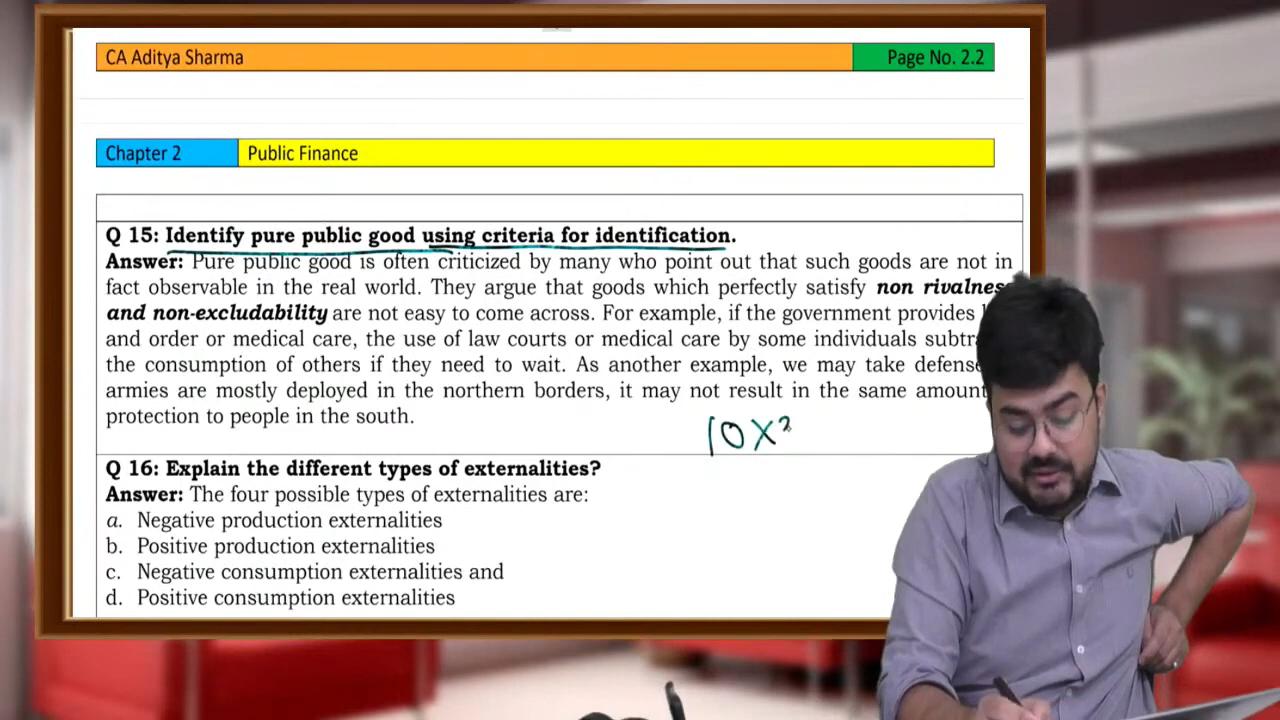 CA Aditya Sharma Page No. 2.2
Chapter 2 Public Finance
Q 15: Identify pure public good using criteria for identification.
Answer: Pure public good is often criticized by many who point out that such goods are not in
fact observable in the real world. They argue that goods which perfectly satisfy non rivalness
and non-excludability are not easy to come across. For example, if the government provides
and order or medical care, the use of law courts or medical care by some individuals
the consumption of others if they need to wait. As another example, we may take defense
armies are mostly deployed in the northern borders, it may not result in the same amount
protection to people in the south.
10X
Q 16: Explain the different types of externalities?
Answer: The four possible types of externalities are:
a. Negative production externalities
b. Positive production externalities
c. Negative consumption externalities and
d. Positive consumption externalities